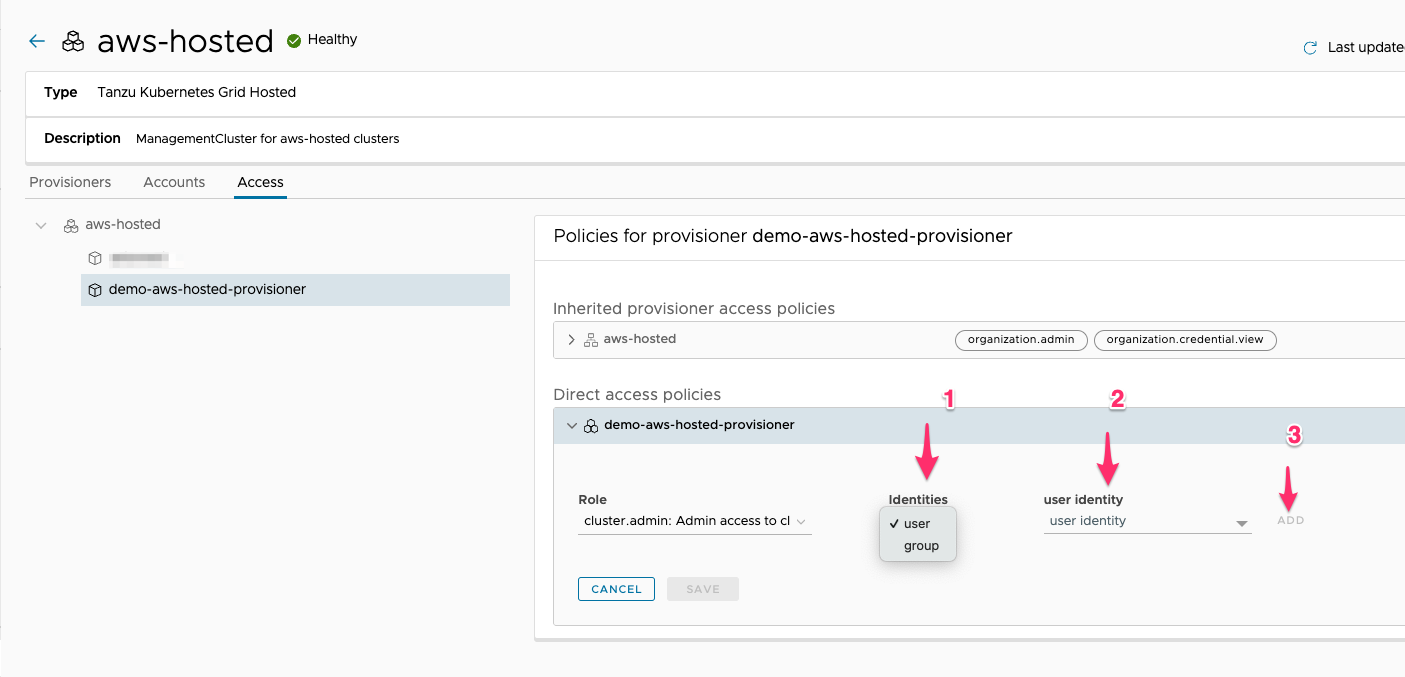 aws-hosted Healthy
Last update
Type Tanzu Kubernetes Grid Hosted
Description ManagementCluster for aws-hosted clusters
Provisioners Accounts Access
aws-hosted
demo-aws-hosted-provisioner
Policies for provisioner demo-aws-hosted-provisioner
Inherited provisioner access policies
aws-hosted organization.admin organization.credential.view
Direct access policies
1 2
demo-aws-hosted-provisioner
3
Role Identities user identity
cluster.admin: Admin access to cl user user identity ADD
group
CANCEL SAVE